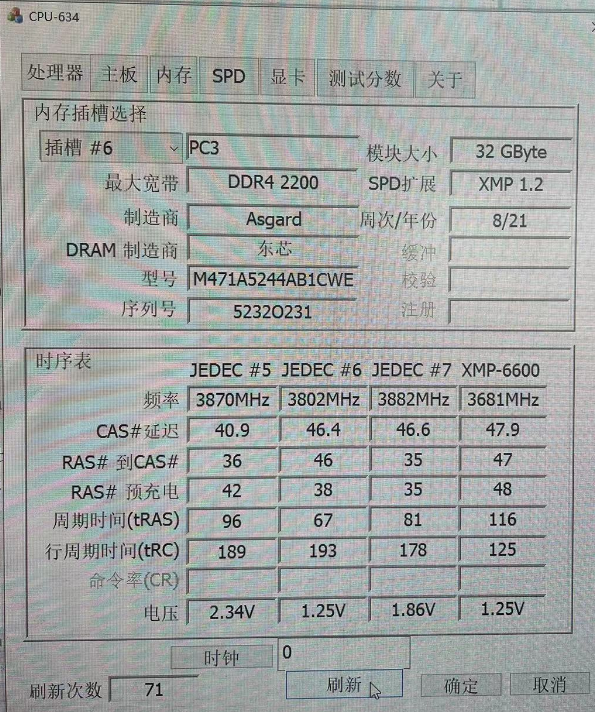 CPU-634
处理器 主板 内存 SPD 显卡 测试分数 关于
内存插槽选择
插槽 #6 PC3 模块大小 32 GByte
最大宽带 DDR4 2200 SPD扩展 XMP 1.2
制造商 Asgard 周次/年份 8/21
DRAM 制造商 东芯 缓冲
型号 M471A5244AB1CWE 校验
序列号 5232O231 注册
时序表
JEDEC #5 JEDEC #6 JEDEC #7 XMP-6600
频率 3870MHz 3802MHz 3882MHz 3681MHz
CAS#延迟 40.9 46.4 46.6 47.9
RAS# 到CAS# 36 46 35 47
RAS# 预充电 42 38 35 48
周期时间(tRAS) 96 67 81 116
行周期时间(tRC) 189 193 178 125
命令率(CR)
电压 2.34V 1.25V 1.86V 1.25V
时钟 0
刷新次数 71 刷新 确定 取消